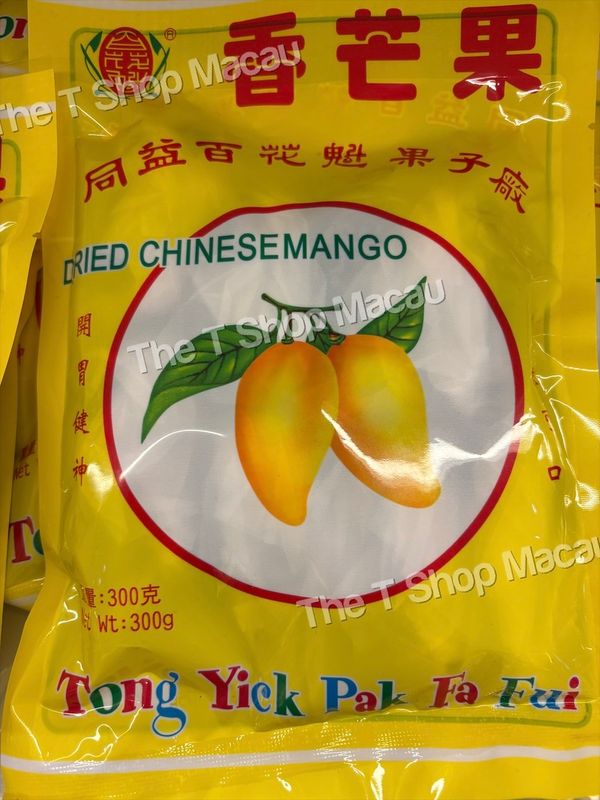 香芒果
®
The T Shop Macau
同益百花魁果子廠
DRIED CHINESEMANGO
The T Shop Macau
開胃健神
口
量:300克
Wt:300g
The T Shop Macau
Tong Yick Pak Fa Fui